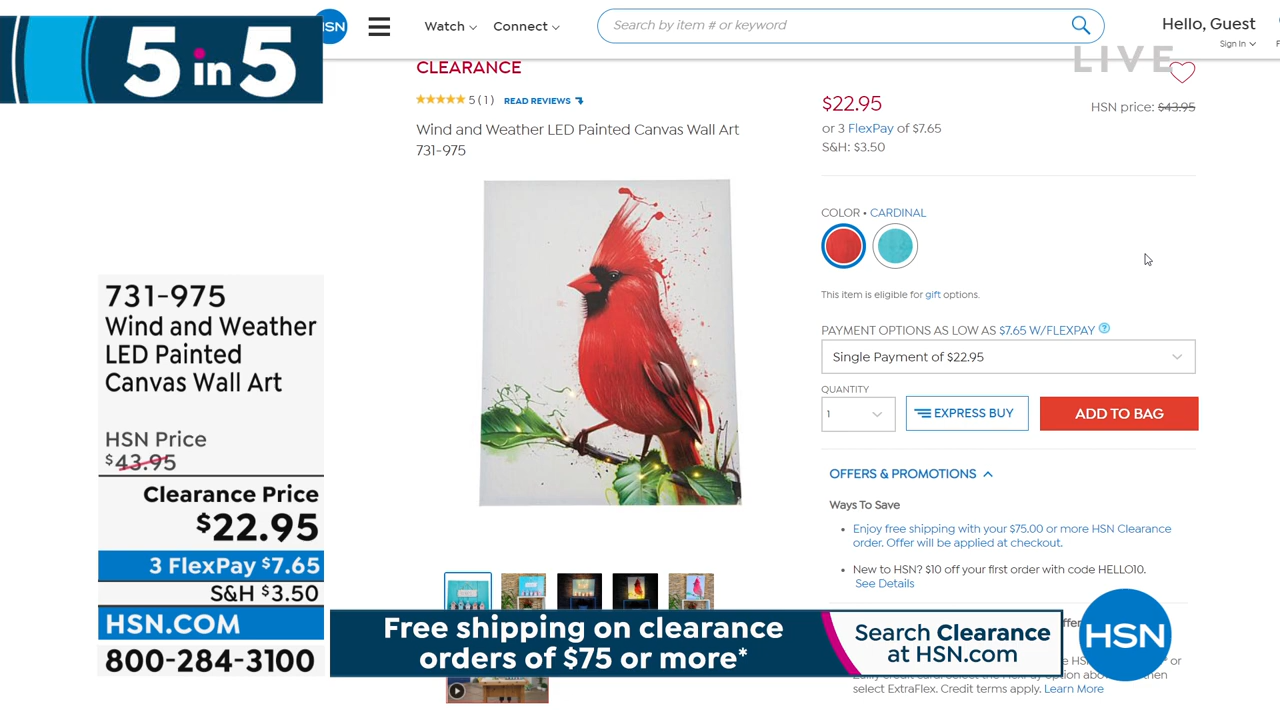 5 in 5
HSN
Watch
Connect
Search by item # or keyword
Hello, Guest
Sign In
LIVE
CLEARANCE
5 (1) READ REVIEWS
Wind and Weather LED Painted Canvas Wall Art
731-975
$22.95
HSN price: $43.95
or 3 FlexPay of $7.65
S&H: $3.50
COLOR • CARDINAL
This item is eligible for gift options.
PAYMENT OPTIONS AS LOW AS $7.65 W/FLEXPAY ?
Single Payment of $22.95
QUANTITY
1
EXPRESS BUY
ADD TO BAG
OFFERS & PROMOTIONS
Ways To Save
• Enjoy free shipping with your $75.00 or more HSN Clearance
order. Offer will be applied at checkout.
• New to HSN? $10 off your first order with code HELLO10.
See Details
select ExtraFlex. Credit terms apply. Learn More
731-975
Wind and Weather
LED Painted
Canvas Wall Art
HSN Price
$43.95
Clearance Price
$22.95
3 FlexPay $7.65
S&H $3.50
HSN.COM
800-284-3100
Free shipping on clearance
orders of $75 or more*
Search Clearance
at HSN.com
HSN